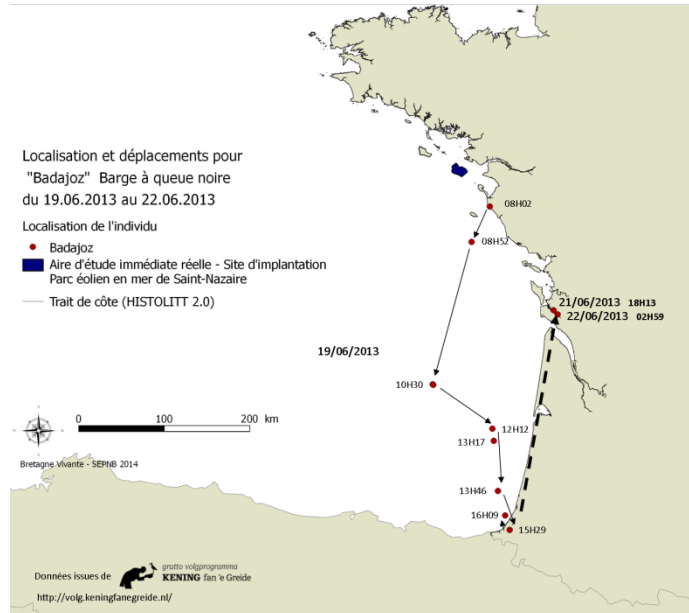 Localisation et déplacements pour
"Badajoz" Barge à queue noire
du 19.06.2013 au 22.06.2013
Localisation de l'individu
Badajoz
Aire d'étude immédiate réelle - Site d'implantation
Parc éolien en mer de Saint-Nazaire
Trait de côte (HISTOLITT 2.0)
08H02
08H52
21/06/2013 18H13
22/06/2013 02H59
19/06/2013
10H30
12H12
13H17
13H46
16H09
15H29
0 100 200 km
Bretagne Vivante - SEPNB 2014
Données issues de
grutto volgprogramma
KENING fan 'e Greide
http://volg.keningfanegreide.nl/